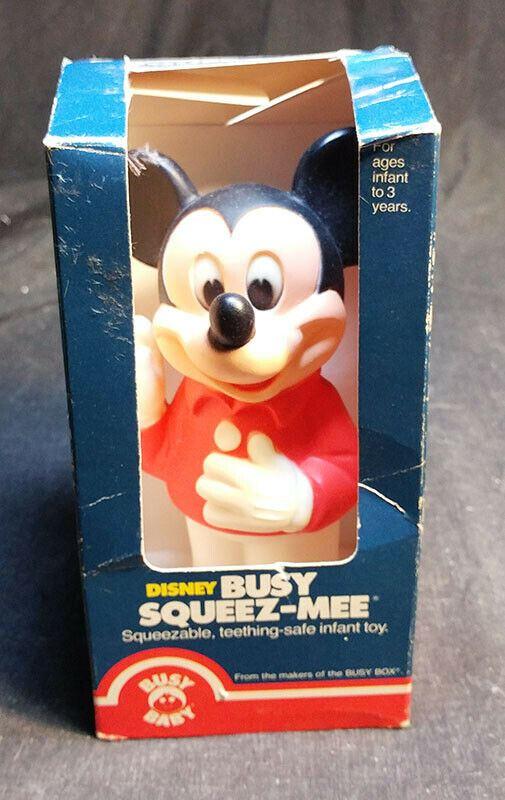 For
ages
infant
to 3
years.
DISNEY BUSY
SQUEEZ-MEE®
Squeezable, teething-safe infant toy.
From the makers of the BUSY BOX®.
BUSY
BABY